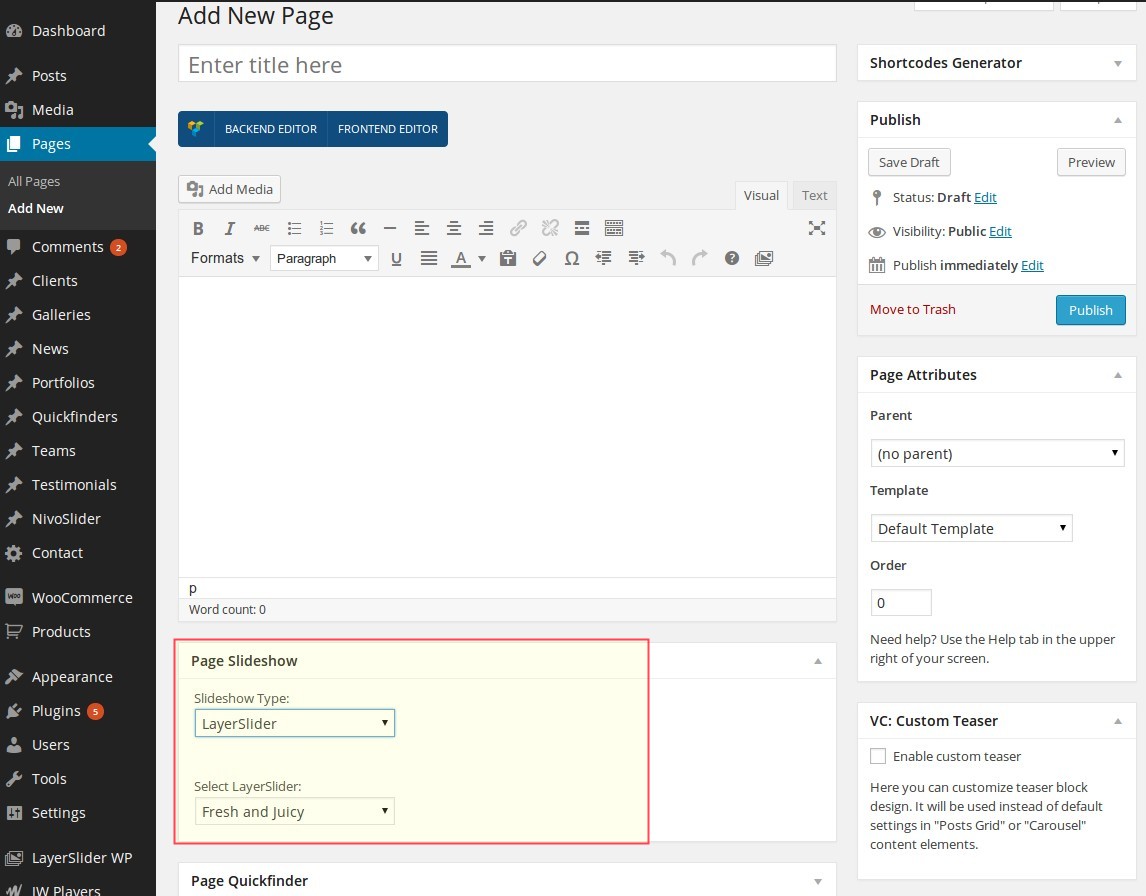 Dashboard
Posts
Media
Pages
All Pages
Add New
Comments 2
Clients
Galleries
News
Portfolios
Quickfinders
Teams
Testimonials
NivoSlider
Contact
WooCommerce
Products
Appearance
Plugins 5
Users
Tools
Settings
LayerSlider WP
JW Players
Add New Page
Enter title here
BACKEND EDITOR FRONTEND EDITOR
Add Media
Visual Text
B I ABC
Formats Paragraph U A Ω
p
Word count: 0
Page Slideshow
Slideshow Type:
LayerSlider
Select LayerSlider:
Fresh and Juicy
Page Quickfinder
Shortcodes Generator
Publish
Save Draft Preview
Status: Draft Edit
Visibility: Public Edit
Publish immediately Edit
Move to Trash Publish
Page Attributes
Parent
(no parent)
Template
Default Template
Order
0
Need help? Use the Help tab in the upper
right of your screen.
VC: Custom Teaser
Enable custom teaser
Here you can customize teaser block
design. It will be used instead of default
settings in "Posts Grid" or "Carousel"
content elements.